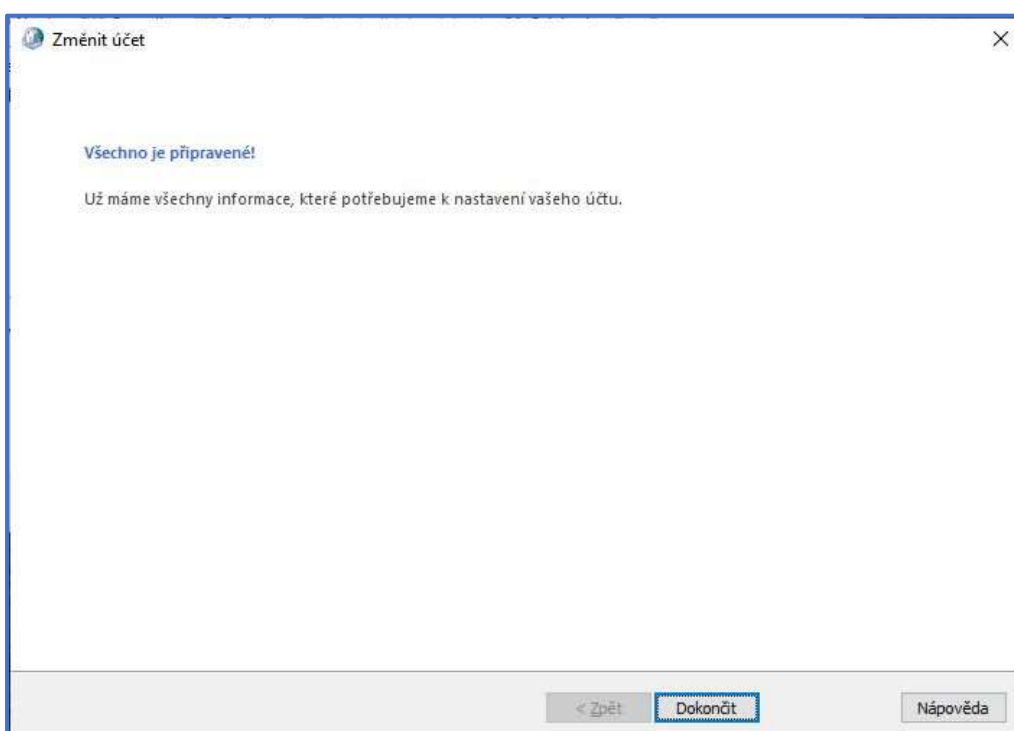 Změnit účet
Všechno je připravené!
Už máme všechny informace, které potřebujeme k nastavení vašeho účtu.
< Zpět Dokončit Nápověda